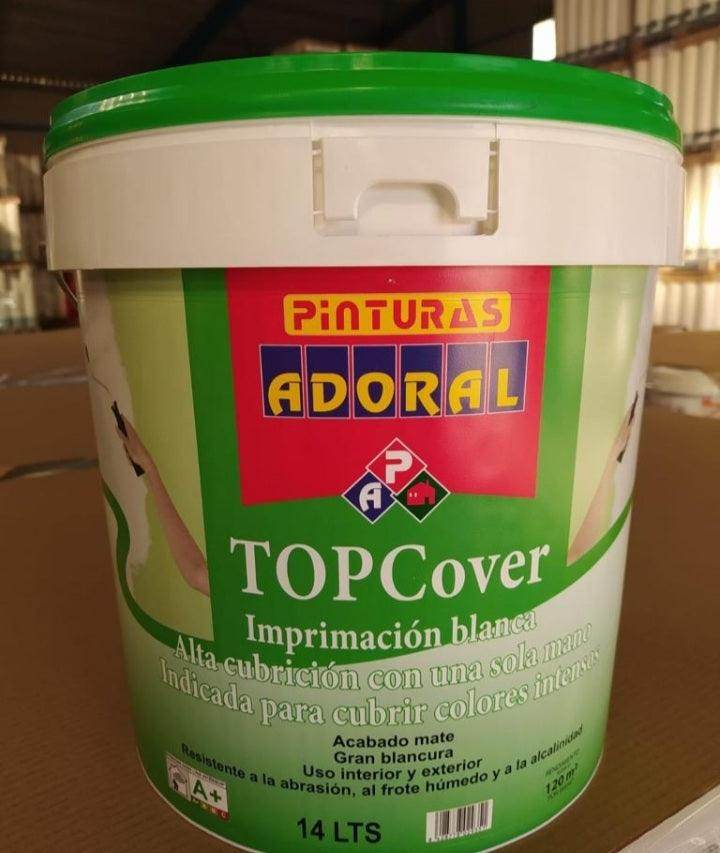 PINTURAS
ADORAL
P
A
TOPCover
Imprimación blanca
Alta cubrición con una sola mano
Indicada para cubrir colores intensos
Acabado mate
Gran blancura
Uso interior y exterior
Resistente a la abrasión, al frote húmedo y a la alcalinidad
A+
RENDIMIENTO
120 m²
14 LTS